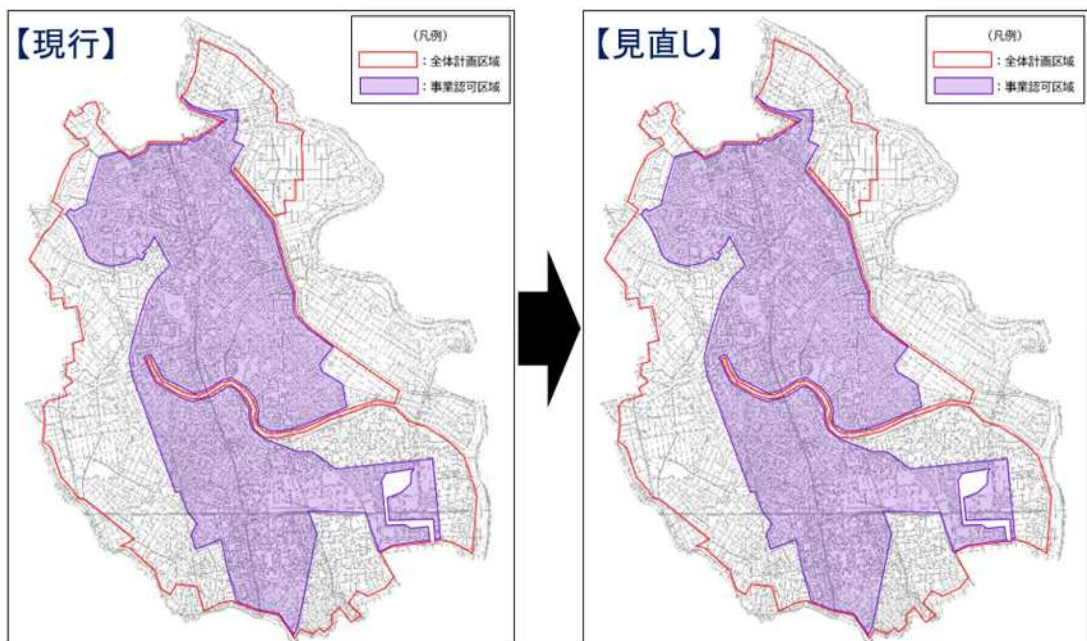 【現行】
(凡例)
:全体計画区域
:事業認可区域
【見直し】
(凡例)
:全体計画区域
:事業認可区域